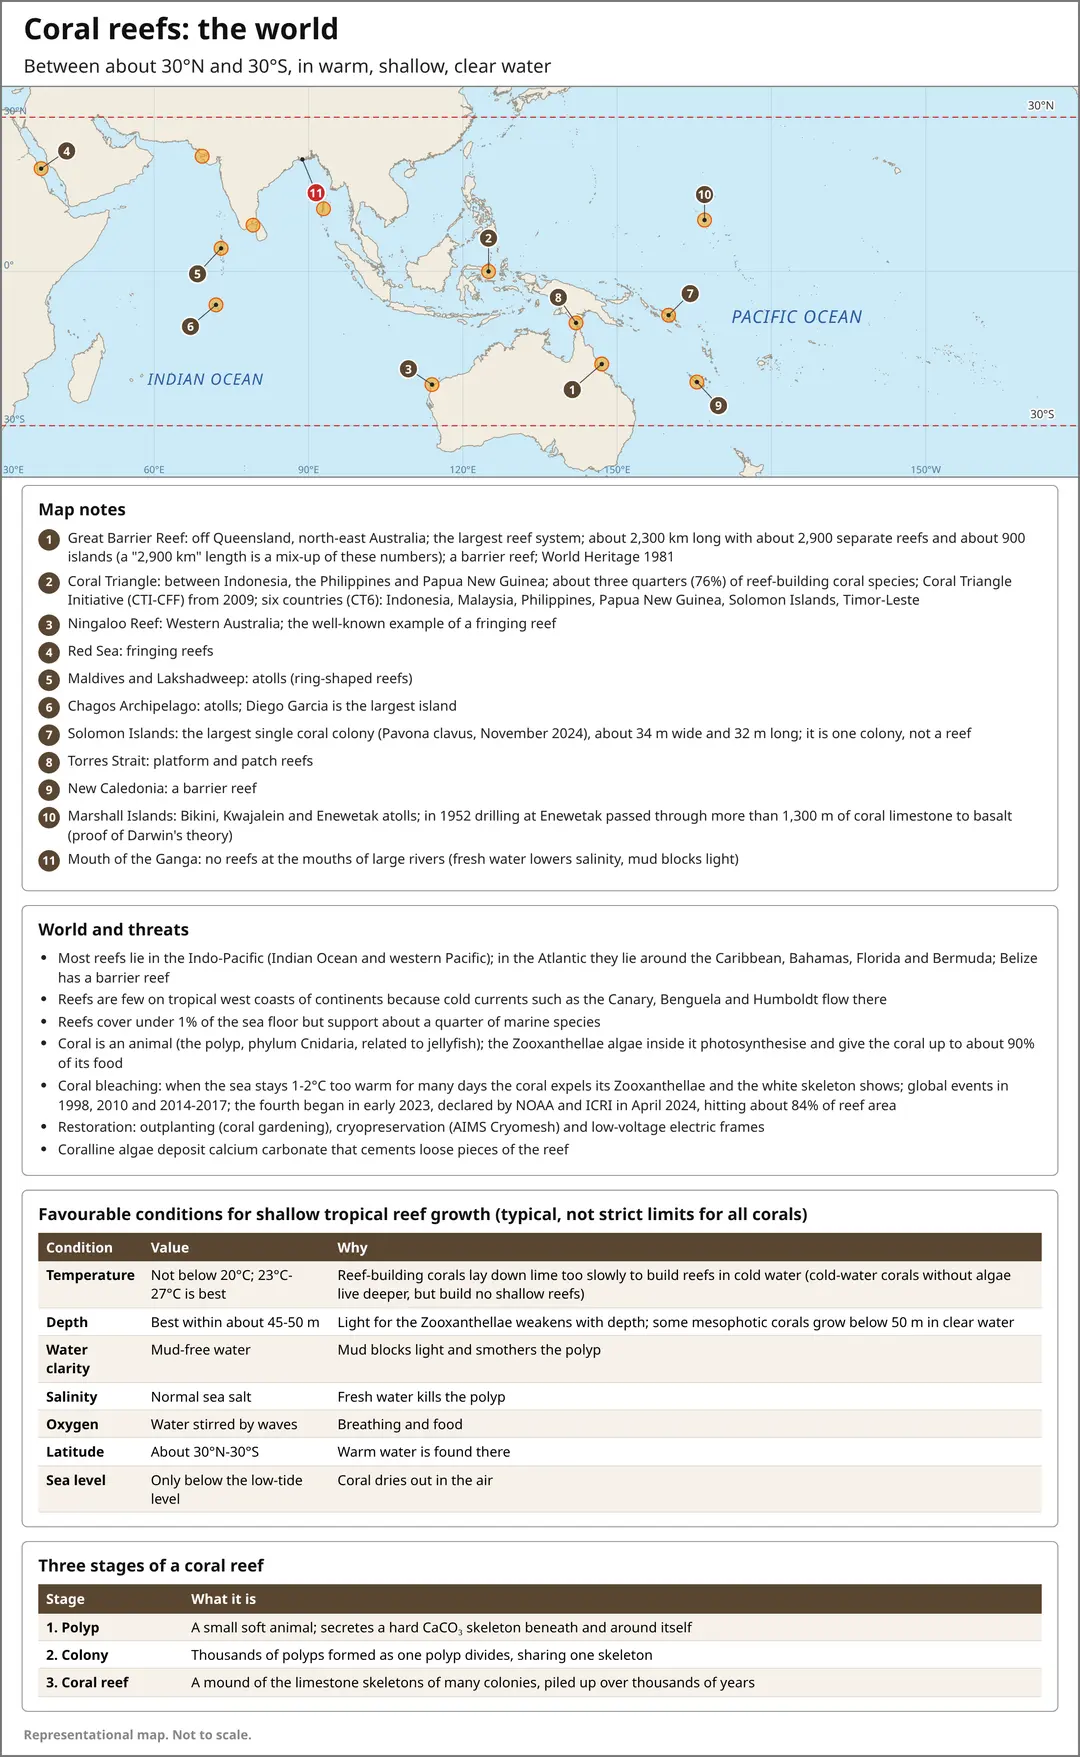 Coral reefs: the world
Between about 30°N and 30°S, in warm, shallow, clear water
30°N
30°N
4
11
10
2
0°
5
8
7
6
PACIFIC OCEAN
3
INDIAN OCEAN
1
9
30°S
30°S
30°E
60°E
90°E
120°E
150°E
150°W
Map notes
1 Great Barrier Reef: off Queensland, north-east Australia; the largest reef system; about 2,300 km long with about 2,900 separate reefs and about 900
islands (a "2,900 km" length is a mix-up of these numbers); a barrier reef; World Heritage 1981
2 Coral Triangle: between Indonesia, the Philippines and Papua New Guinea; about three quarters (76%) of reef-building coral species; Coral Triangle
Initiative (CTI-CFF) from 2009; six countries (CT6): Indonesia, Malaysia, Philippines, Papua New Guinea, Solomon Islands, Timor-Leste
3 Ningaloo Reef: Western Australia; the well-known example of a fringing reef
4 Red Sea: fringing reefs
5 Maldives and Lakshadweep: atolls (ring-shaped reefs)
6 Chagos Archipelago: atolls; Diego Garcia is the largest island
7 Solomon Islands: the largest single coral colony (Pavona clavus, November 2024), about 34 m wide and 32 m long; it is one colony, not a reef
8 Torres Strait: platform and patch reefs
9 New Caledonia: a barrier reef
10 Marshall Islands: Bikini, Kwajalein and Enewetak atolls; in 1952 drilling at Enewetak passed through more than 1,300 m of coral limestone to basalt
(proof of Darwin's theory)
11 Mouth of the Ganga: no reefs at the mouths of large rivers (fresh water lowers salinity, mud blocks light)
World and threats
• Most reefs lie in the Indo-Pacific (Indian Ocean and western Pacific); in the Atlantic they lie around the Caribbean, Bahamas, Florida and Bermuda; Belize
has a barrier reef
• Reefs are few on tropical west coasts of continents because cold currents such as the Canary, Benguela and Humboldt flow there
• Reefs cover under 1% of the sea floor but support about a quarter of marine species
• Coral is an animal (the polyp, phylum Cnidaria, related to jellyfish); the Zooxanthellae algae inside it photosynthesise and give the coral up to about 90%
of its food
• Coral bleaching: when the sea stays 1-2°C too warm for many days the coral expels its Zooxanthellae and the white skeleton shows; global events in
1998, 2010 and 2014-2017; the fourth began in early 2023, declared by NOAA and ICRI in April 2024, hitting about 84% of reef area
• Restoration: outplanting (coral gardening), cryopreservation (AIMS Cryomesh) and low-voltage electric frames
• Coralline algae deposit calcium carbonate that cements loose pieces of the reef
Favourable conditions for shallow tropical reef growth (typical, not strict limits for all corals)
Condition Value Why
Temperature Not below 20°C; 23°C- Reef-building corals lay down lime too slowly to build reefs in cold water (cold-water corals without algae
27°C is best live deeper, but build no shallow reefs)
Depth Best within about 45-50 m Light for the Zooxanthellae weakens with depth; some mesophotic corals grow below 50 m in clear water
Water Mud-free water Mud blocks light and smothers the polyp
clarity
Salinity Normal sea salt Fresh water kills the polyp
Oxygen Water stirred by waves Breathing and food
Latitude About 30°N-30°S Warm water is found there
Sea level Only below the low-tide Coral dries out in the air
level
Three stages of a coral reef
Stage What it is
1. Polyp A small soft animal; secretes a hard CaCO₃ skeleton beneath and around itself
2. Colony Thousands of polyps formed as one polyp divides, sharing one skeleton
3. Coral reef A mound of the limestone skeletons of many colonies, piled up over thousands of years
Representational map. Not to scale.